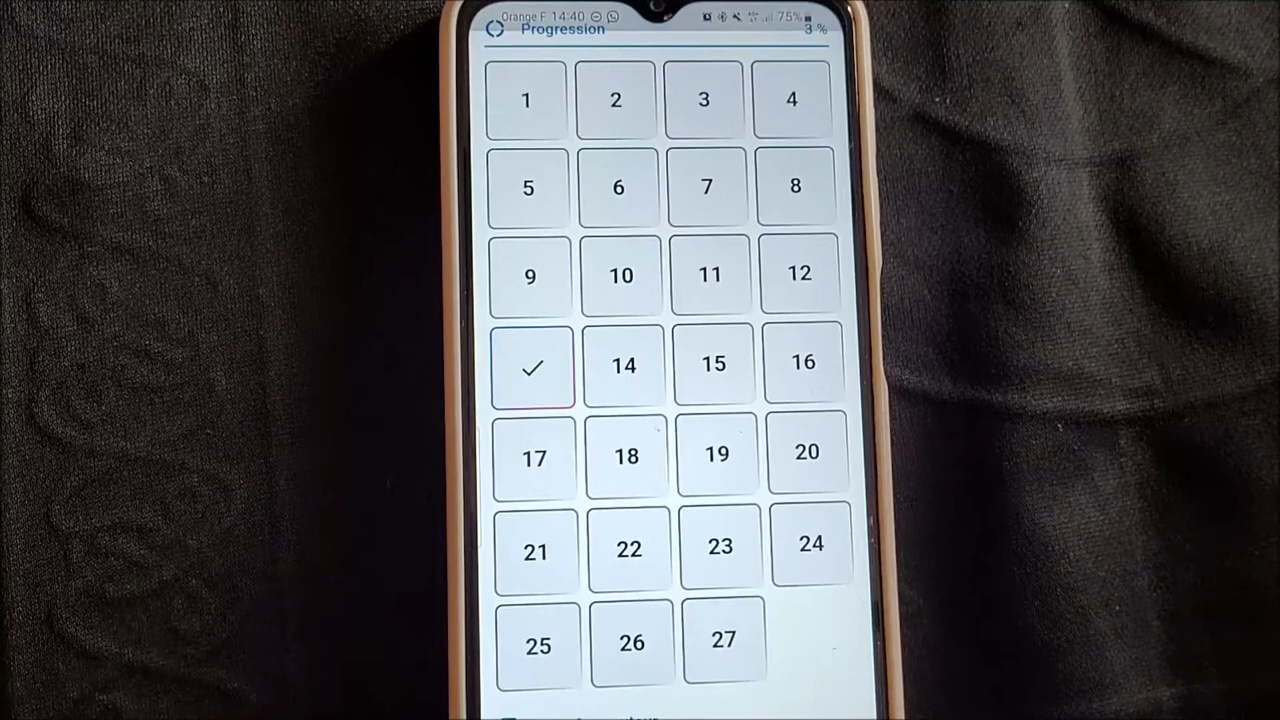 Orange F 14:40 75%
Progression 3 %
1 2 3 4
5 6 7 8
9 10 11 12
14 15 16
17 18 19 20
21 22 23 24
25 26 27